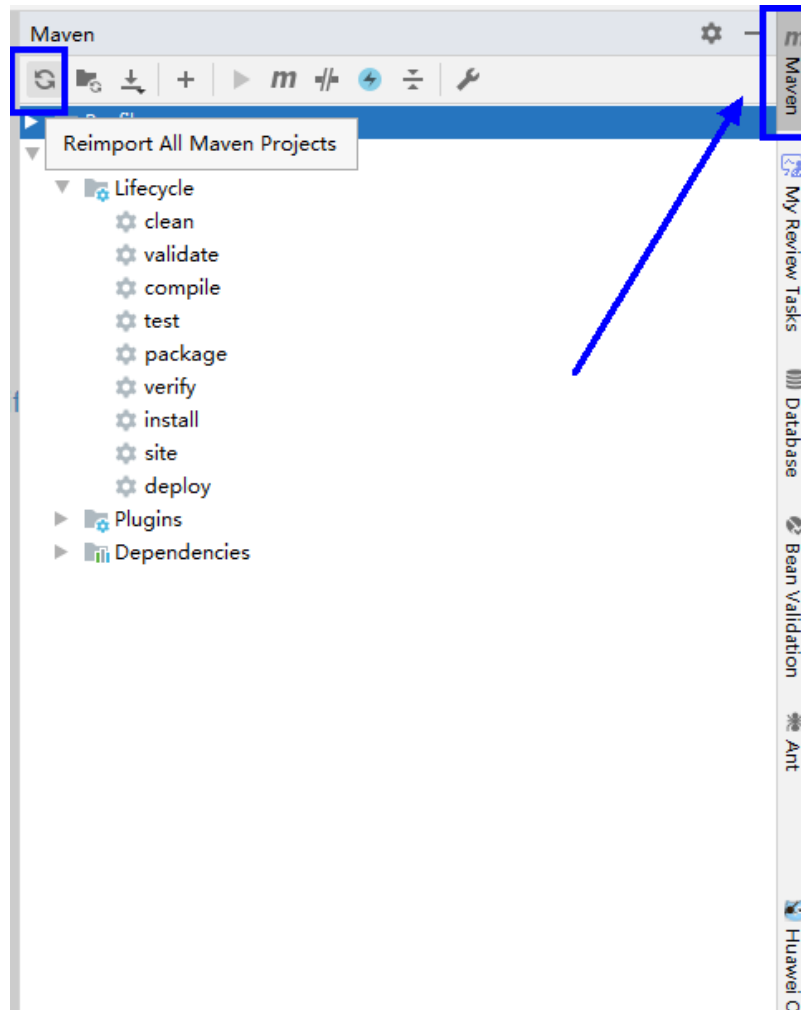 Maven
Reimport All Maven Projects
Lifecycle
clean
validate
compile
test
package
verify
install
site
deploy
Plugins
Dependencies
Maven
My Review Tasks
Database
Bean Validation
Ant
Huawei